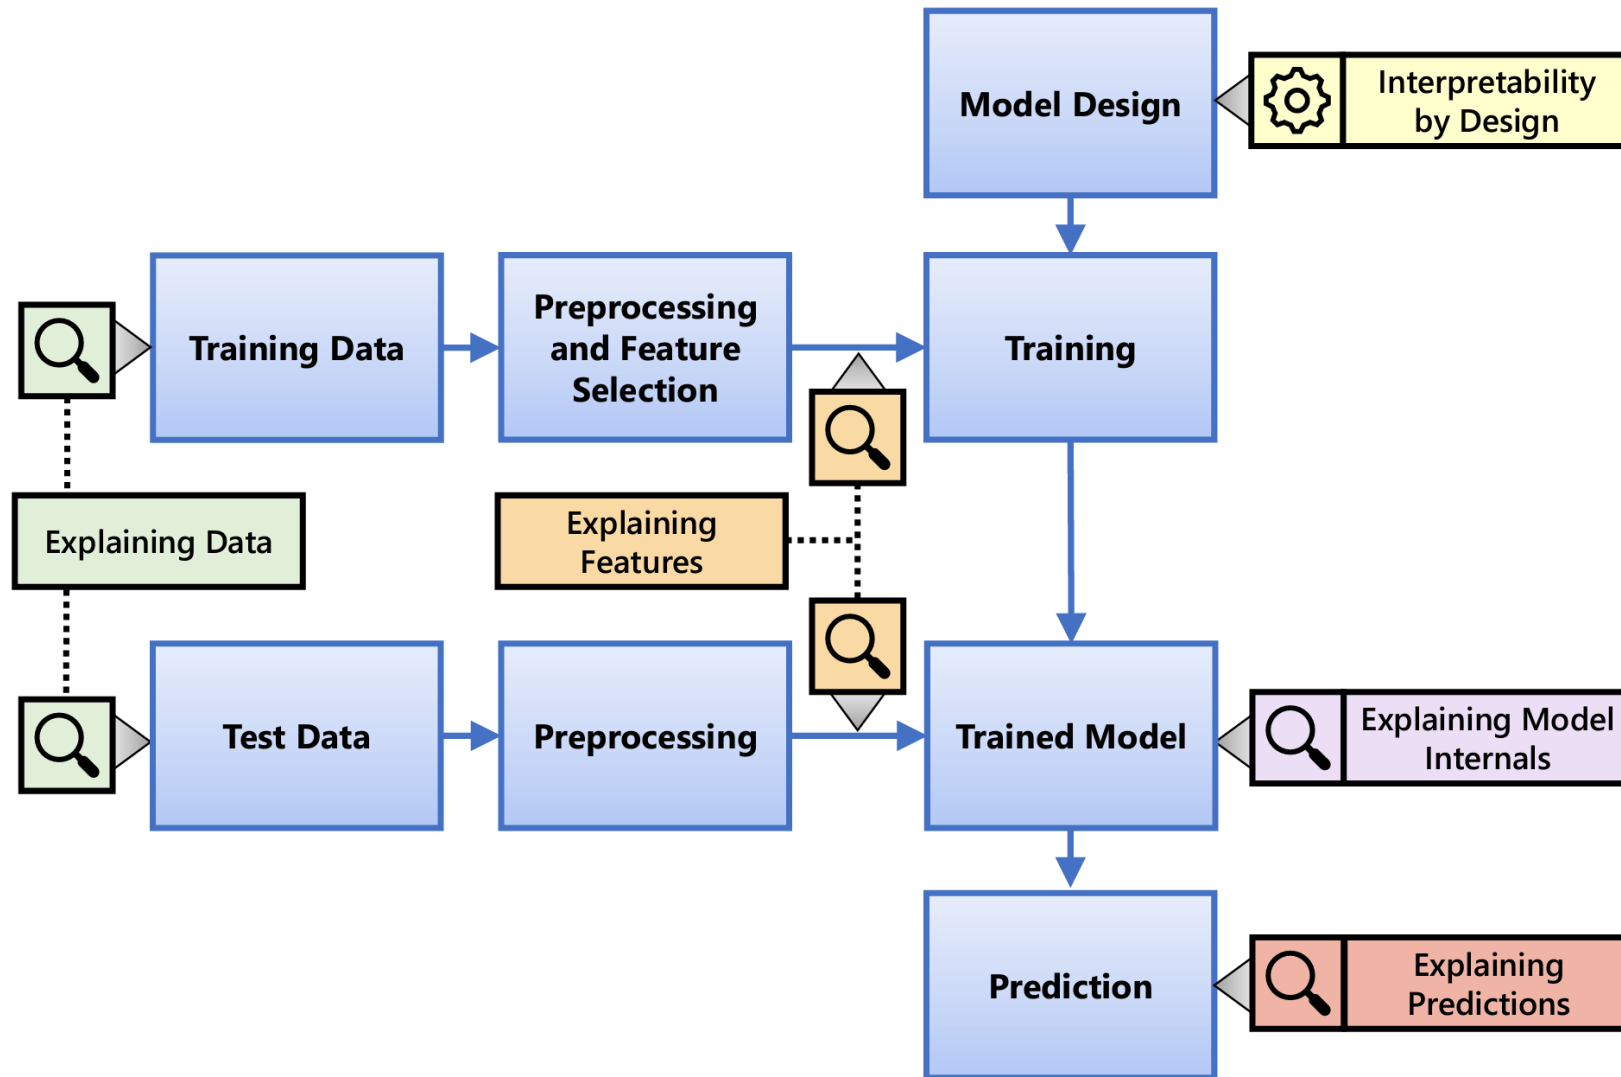 Model Design
Interpretability
by Design
Training Data
Preprocessing
and Feature
Selection
Training
Explaining Data
Explaining
Features
Test Data
Preprocessing
Trained Model
Explaining Model
Internals
Prediction
Explaining
Predictions